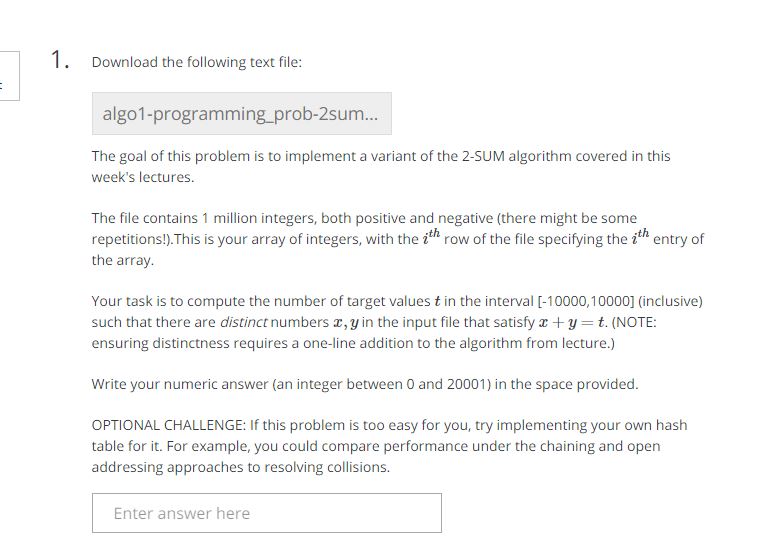 1. Download the following text file:
algo1-programming_prob-2sum...
The goal of this problem is to implement a variant of the 2-SUM algorithm covered in this
week's lectures.
The file contains 1 million integers, both positive and negative (there might be some
repetitions!).This is your array of integers, with the iᵗʰ row of the file specifying the iᵗʰ entry of
the array.
Your task is to compute the number of target values t in the interval [-10000,10000] (inclusive)
such that there are distinct numbers x, y in the input file that satisfy x + y = t. (NOTE:
ensuring distinctness requires a one-line addition to the algorithm from lecture.)
Write your numeric answer (an integer between 0 and 20001) in the space provided.
OPTIONAL CHALLENGE: If this problem is too easy for you, try implementing your own hash
table for it. For example, you could compare performance under the chaining and open
addressing approaches to resolving collisions.
Enter answer here